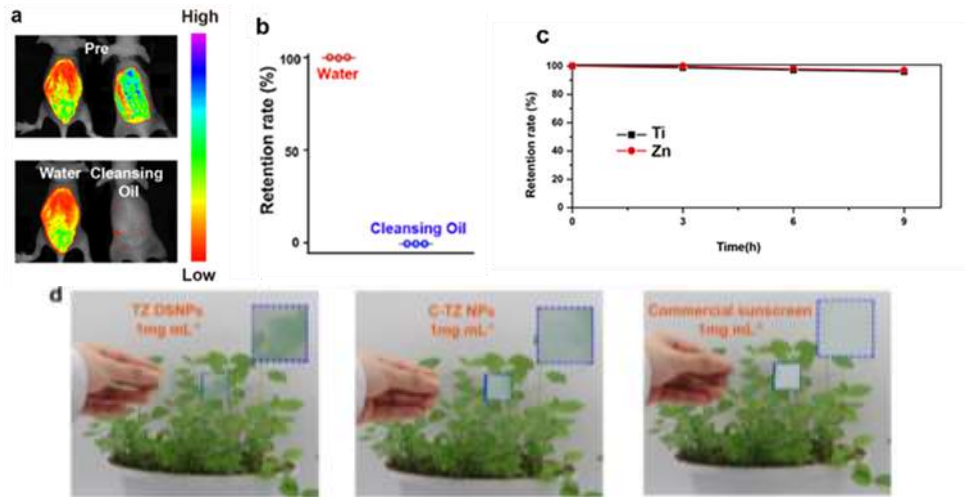 a
High
Pre
Water
Cleansing
Oil
Low
b
Retention rate (%)
100
50
0
Water
Cleansing Oil
c
Retention rate (%)
100
80
60
40
20
0
Ti
Zn
0
3
6
9
Time(h)
d
TZ DSNPs
1mg mL⁻¹
C-TZ NPs
1mg mL⁻¹
Commercial sunscreen
1mg mL⁻¹